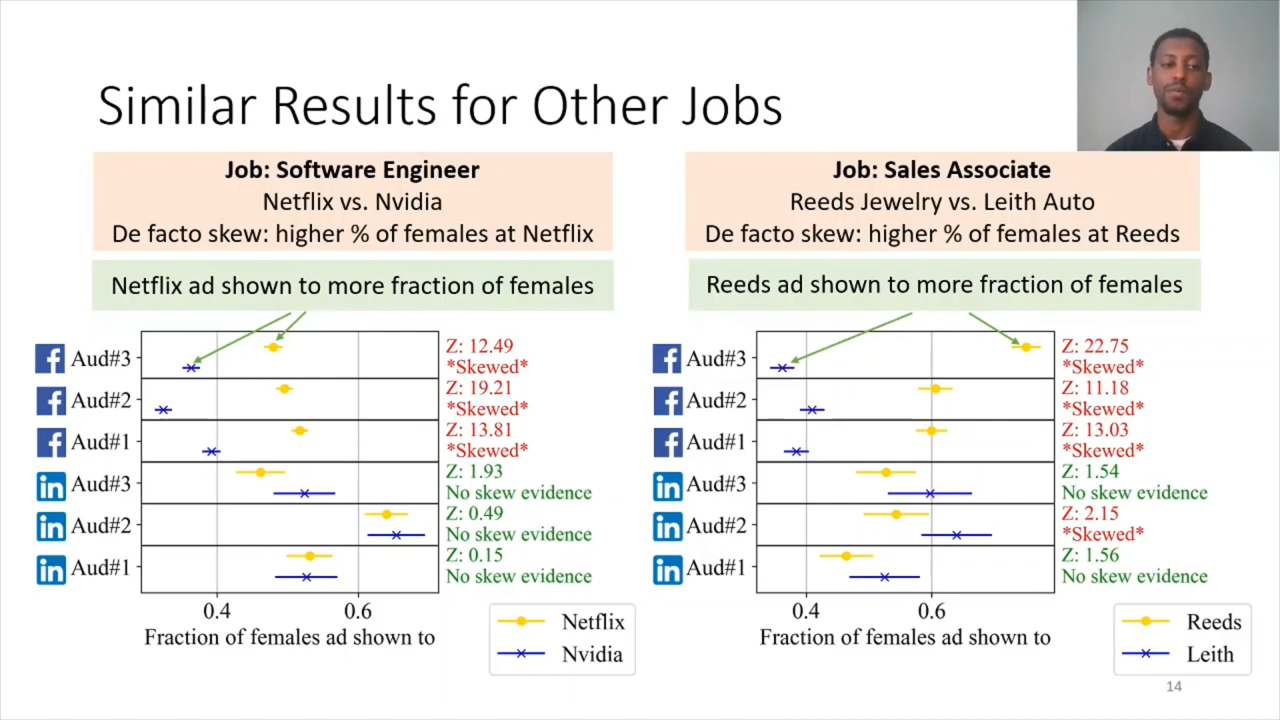 Similar Results for Other Jobs
Job: Software Engineer
Netflix vs. Nvidia
De facto skew: higher % of females at Netflix
Netflix ad shown to more fraction of females
Aud#3
Z: 12.49
*Skewed*
Aud#2
Z: 19.21
*Skewed*
Aud#1
Z: 13.81
*Skewed*
in Aud#3
Z: 1.93
No skew evidence
in Aud#2
Z: 0.49
No skew evidence
in Aud#1
Z: 0.15
No skew evidence
0.4 0.6
Fraction of females ad shown to
Netflix
Nvidia
Job: Sales Associate
Reeds Jewelry vs. Leith Auto
De facto skew: higher % of females at Reeds
Reeds ad shown to more fraction of females
Aud#3
Z: 22.75
*Skewed*
Aud#2
Z: 11.18
*Skewed*
Aud#1
Z: 13.03
*Skewed*
in Aud#3
Z: 1.54
No skew evidence
in Aud#2
Z: 2.15
*Skewed*
in Aud#1
Z: 1.56
No skew evidence
0.4 0.6
Fraction of females ad shown to
Reeds
Leith
14